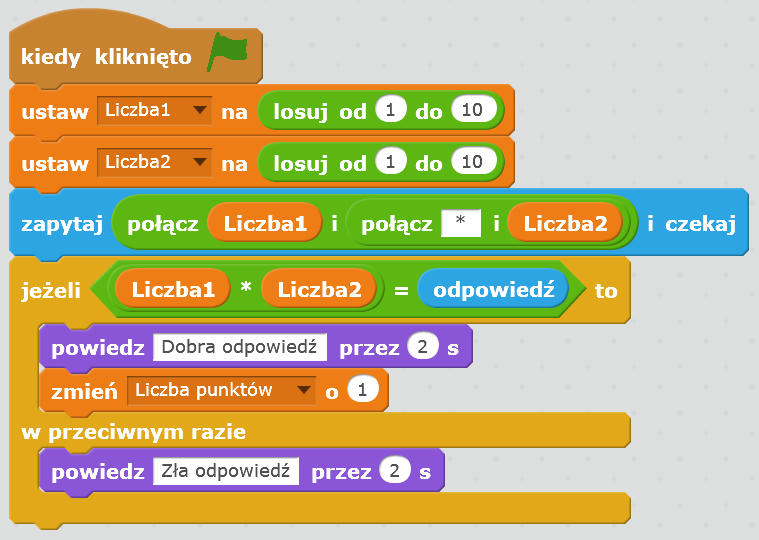 kiedy kliknięto
ustaw Liczba1 na losuj od 1 do 10
ustaw Liczba2 na losuj od 1 do 10
zapytaj połącz Liczba1 i połącz * i Liczba2 i czekaj
jeżeli Liczba1 * Liczba2 = odpowiedź to
powiedz Dobra odpowiedź przez 2 s
zmień Liczba punktów o 1
w przeciwnym razie
powiedz Zła odpowiedź przez 2 s